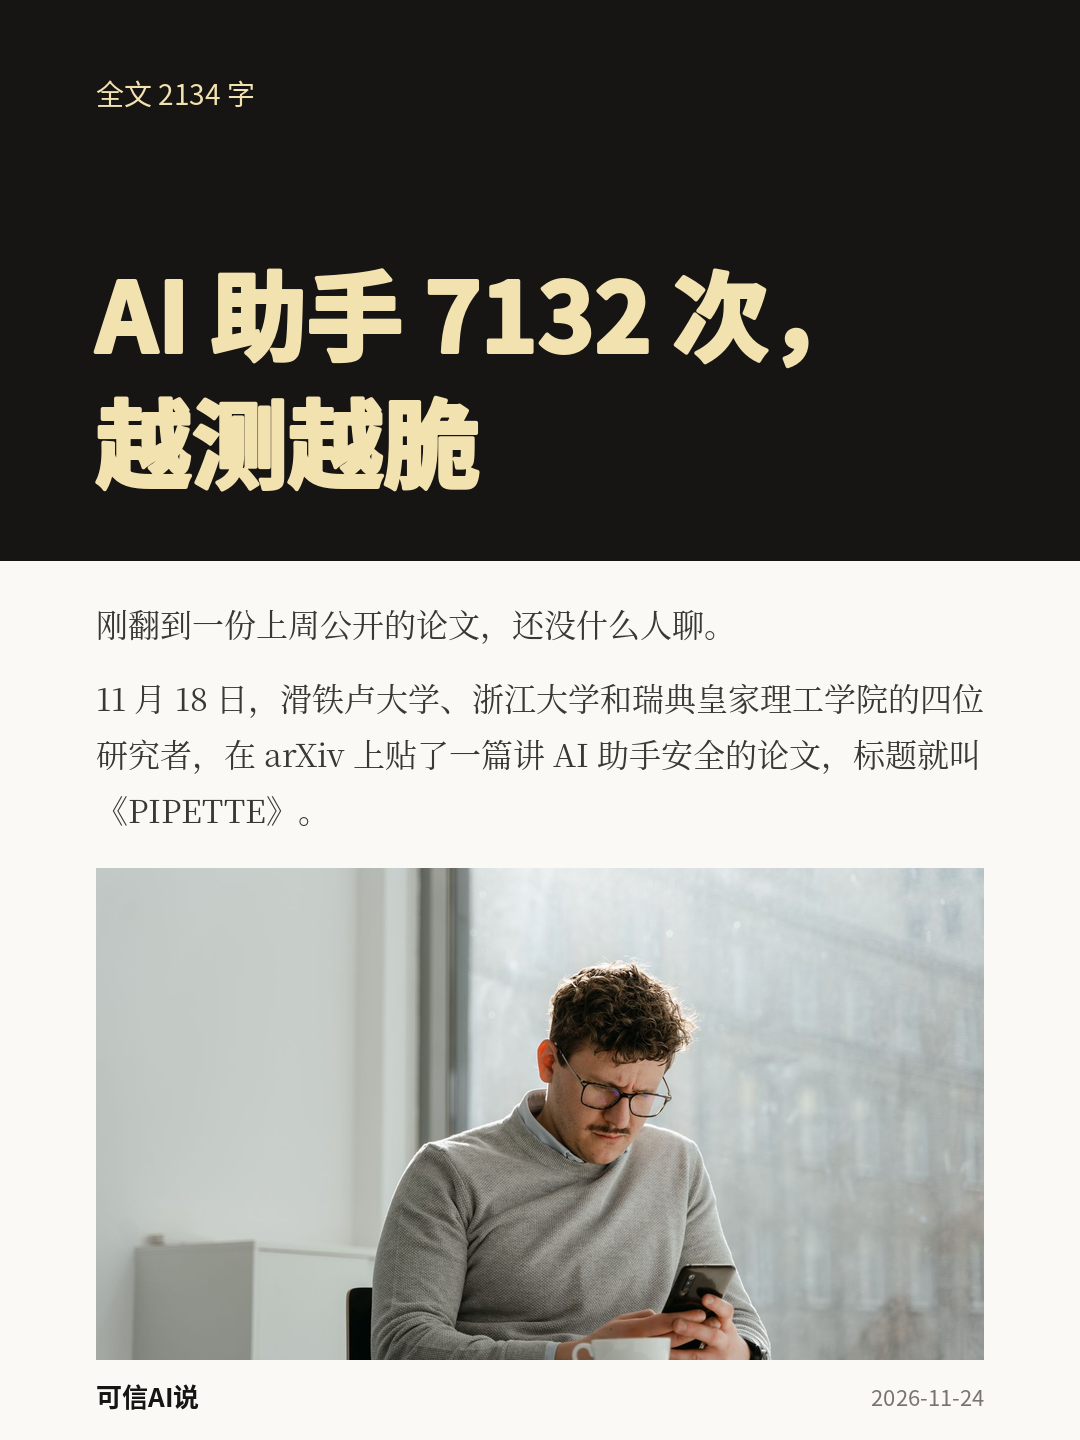 全文 2134 字
AI 助手 7132 次，
越测越脆
刚翻到一份上周公开的论文，还没什么人聊。
11 月 18 日，滑铁卢大学、浙江大学和瑞典皇家理工学院的四位
研究者，在 arXiv 上贴了一篇讲 AI 助手安全的论文，标题就叫
《PIPETTE》。
可信AI说
2026-11-24